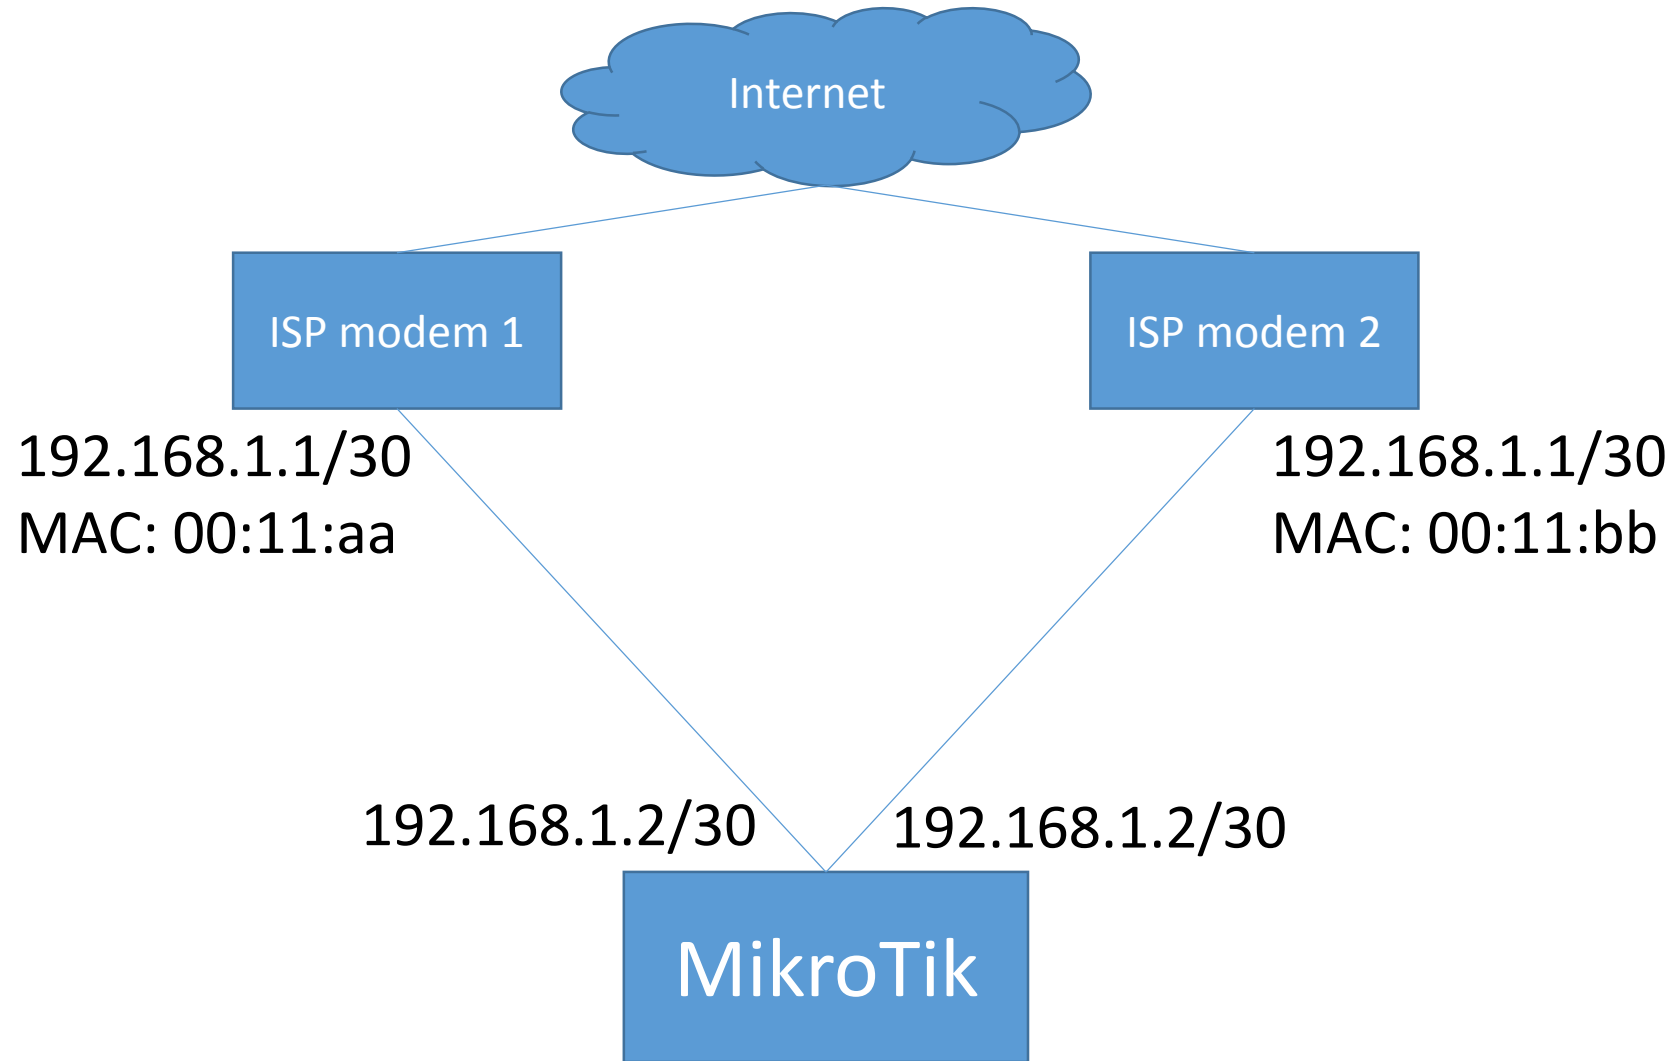 Internet
ISP modem 1
ISP modem 2
192.168.1.1/30
MAC: 00:11:aa
192.168.1.1/30
MAC: 00:11:bb
192.168.1.2/30
192.168.1.2/30
MikroTik